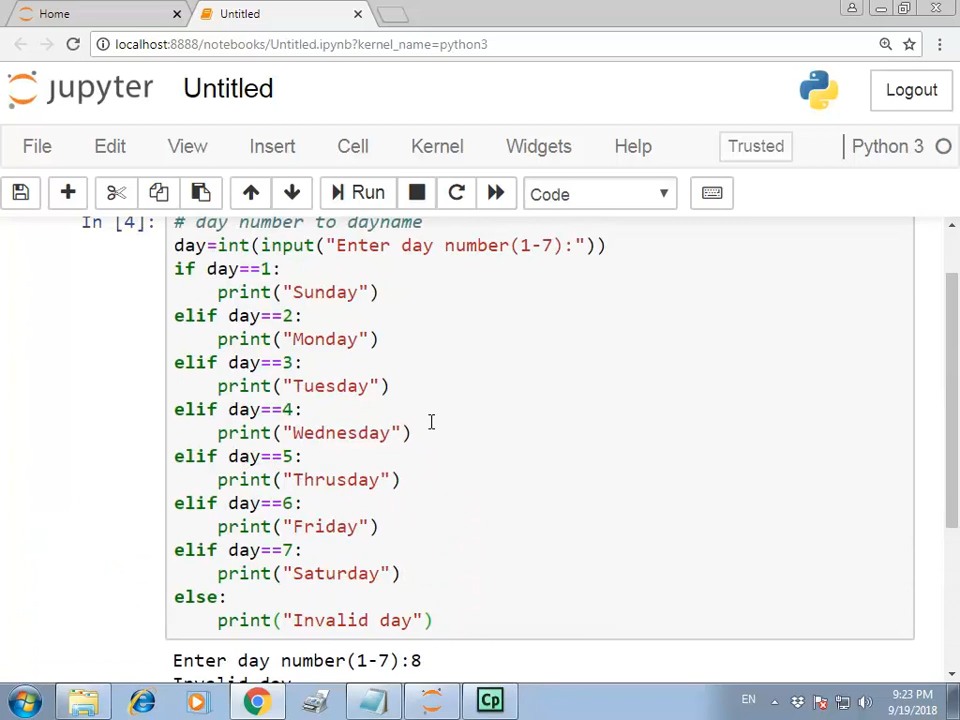 Home
Untitled
localhost:8888/notebooks/Untitled.ipynb?kernel_name=python3
jupyter Untitled
Logout
File Edit View Insert Cell Kernel Widgets Help Trusted Python 3
Run Code
In [4]: # day number to dayname
day=int(input("Enter day number(1-7):"))
if day==1:
print("Sunday")
elif day==2:
print("Monday")
elif day==3:
print("Tuesday")
elif day==4:
print("Wednesday")
elif day==5:
print("Thrusday")
elif day==6:
print("Friday")
elif day==7:
print("Saturday")
else:
print("Invalid day")
Enter day number(1-7):8
Invalid day
Cp
EN
9:23 PM
9/19/2018